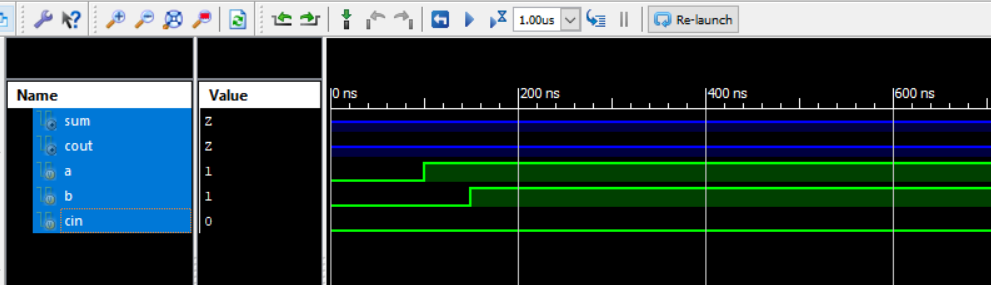 1.00us Re-launch
Name Value 0 ns 200 ns 400 ns 600 ns
sum Z
cout Z
a 1
b 1
cin 0